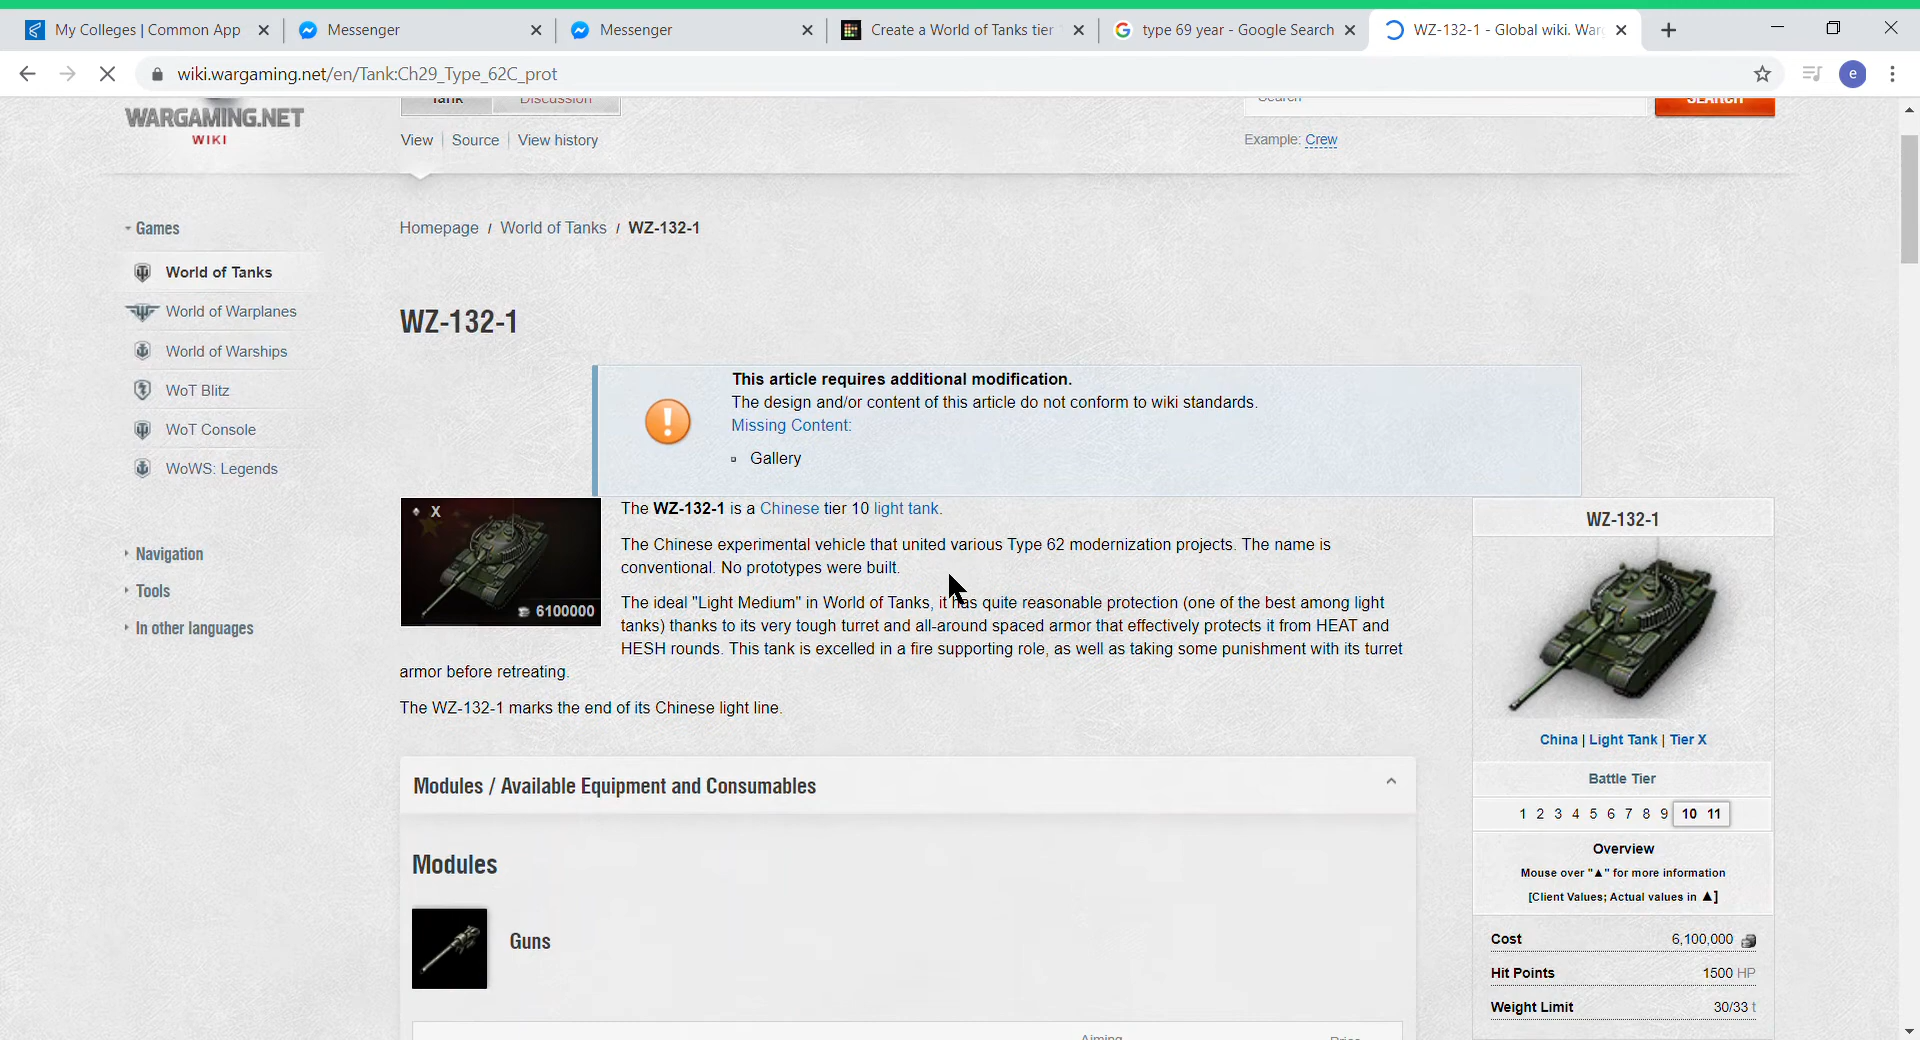 My Colleges | Common App
Messenger
Messenger
Create a World of Tanks tier
type 69 year - Google Search
WZ-132-1 - Global wiki. Warg
wiki.wargaming.net/en/Tank:Ch29_Type_62C_prot
e
WARGAMING.NET
WIKI
Tank
Discussion
Search
SEARCH
View
Source
View history
Example: Crew
Games
World of Tanks
World of Warplanes
World of Warships
WoT Blitz
WoT Console
WoWS: Legends
Navigation
Tools
In other languages
Homepage / World of Tanks / WZ-132-1
WZ-132-1
This article requires additional modification.
The design and/or content of this article do not conform to wiki standards.
Missing Content:
Gallery
X
6100000
The WZ-132-1 is a Chinese tier 10 light tank.
The Chinese experimental vehicle that united various Type 62 modernization projects. The name is
conventional. No prototypes were built.
The ideal "Light Medium" in World of Tanks, it has quite reasonable protection (one of the best among light
tanks) thanks to its very tough turret and all-around spaced armor that effectively protects it from HEAT and
HESH rounds. This tank is excelled in a fire supporting role, as well as taking some punishment with its turret
armor before retreating.
The WZ-132-1 marks the end of its Chinese light line.
Modules / Available Equipment and Consumables
Modules
Guns
Aiming
Price
WZ-132-1
China | Light Tank | Tier X
Battle Tier
1 2 3 4 5 6 7 8 9 10 11
Overview
Mouse over "▲" for more information
[Client Values; Actual values in ▲]
Cost 6,100,000
Hit Points 1500 HP
Weight Limit 30/33 t